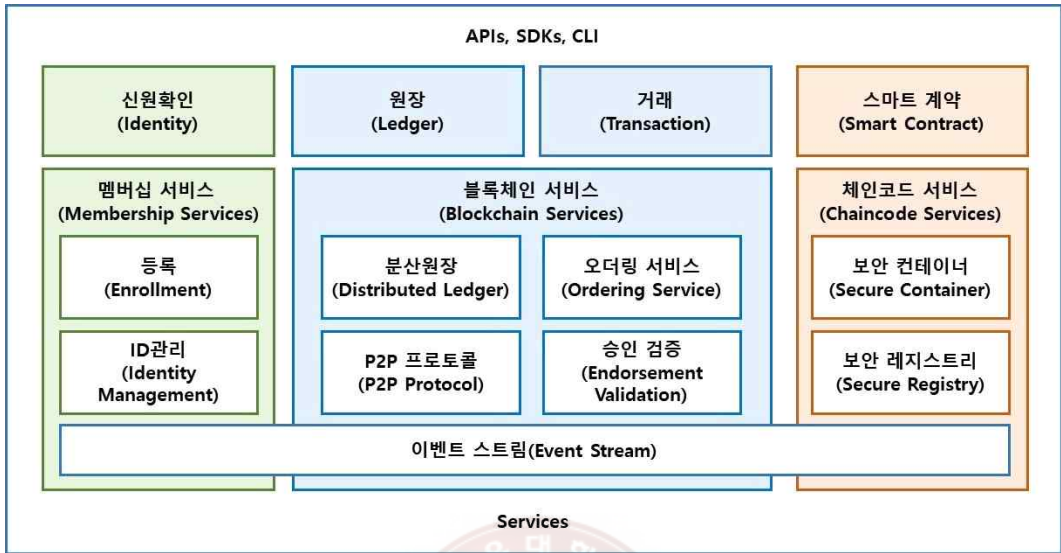 APIs, SDKs, CLI
신원확인
(Identity)
원장
(Ledger)
거래
(Transaction)
스마트 계약
(Smart Contract)
멤버십 서비스
(Membership Services)
등록
(Enrollment)
ID관리
(Identity
Management)
블록체인 서비스
(Blockchain Services)
분산원장
(Distributed Ledger)
오더링 서비스
(Ordering Service)
P2P 프로토콜
(P2P Protocol)
승인 검증
(Endorsement
Validation)
체인코드 서비스
(Chaincode Services)
보안 컨테이너
(Secure Container)
보안 레지스트리
(Secure Registry)
이벤트 스트림(Event Stream)
Services